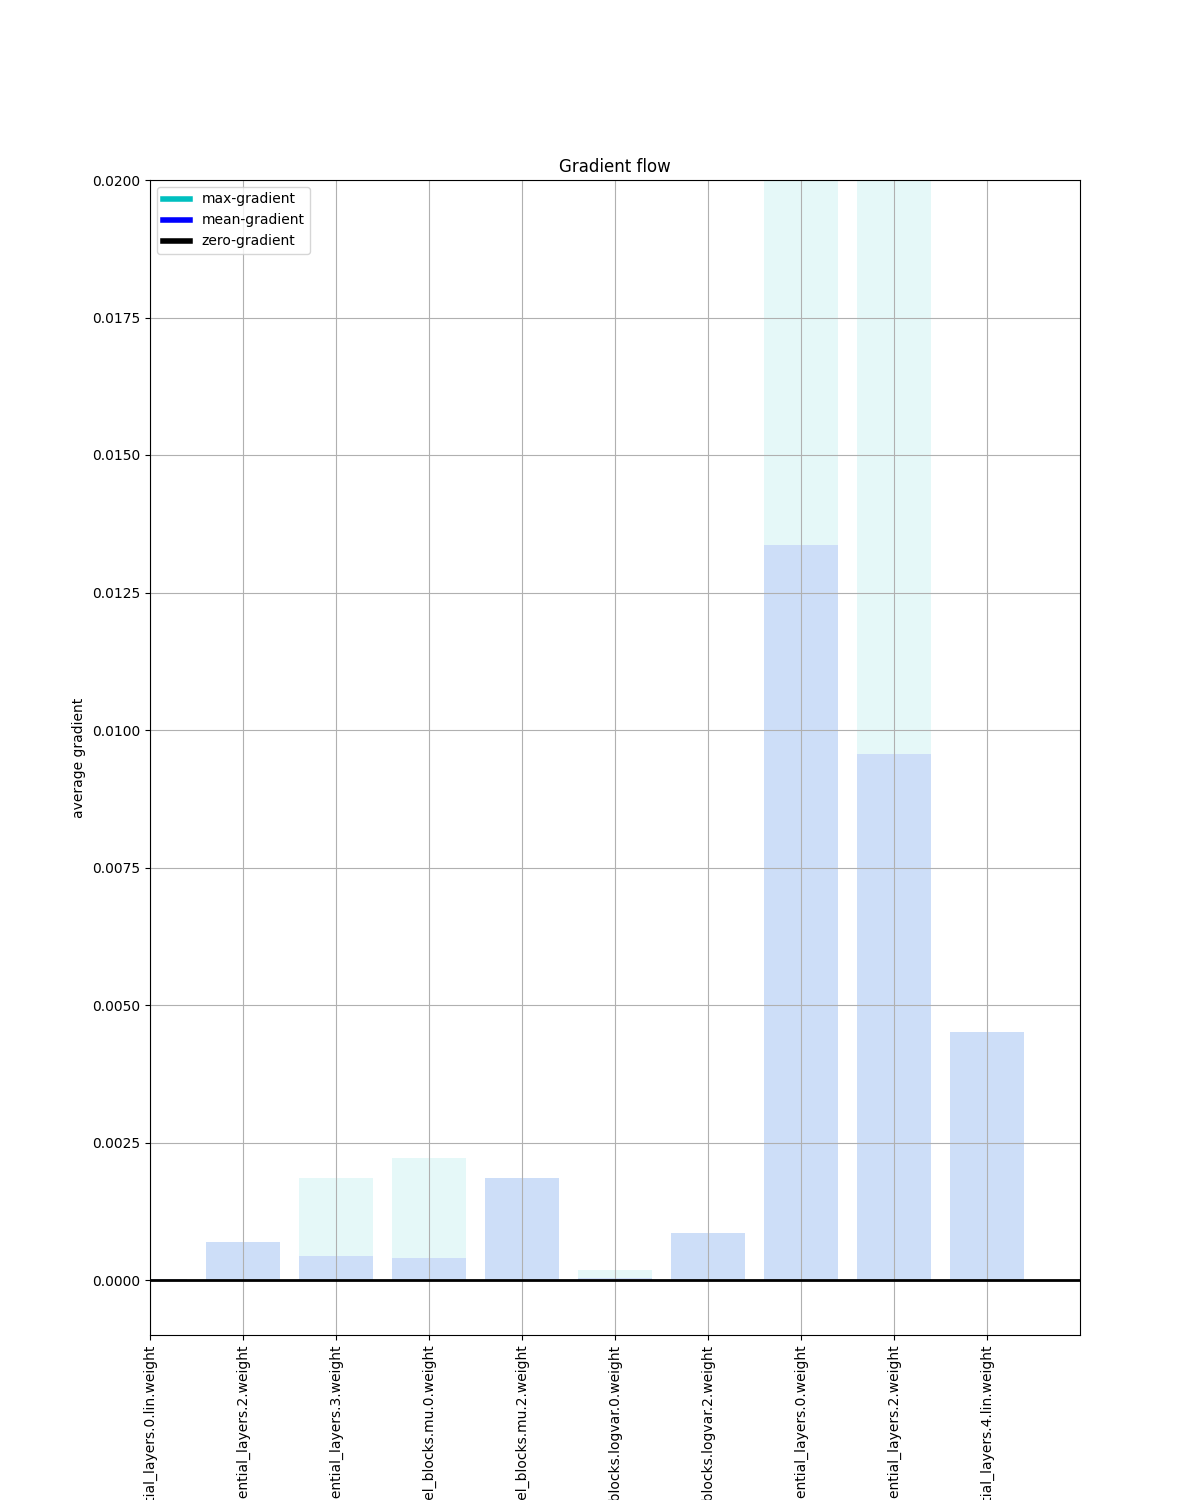 Gradient flow
max-gradient
mean-gradient
zero-gradient
average gradient
0.0200
0.0175
0.0150
0.0125
0.0100
0.0075
0.0050
0.0025
0.0000
tial_layers.0.lin.weight
ential_layers.2.weight
ential_layers.3.weight
el_blocks.mu.0.weight
el_blocks.mu.2.weight
blocks.logvar.0.weight
blocks.logvar.2.weight
ential_layers.0.weight
ential_layers.2.weight
tial_layers.4.lin.weight